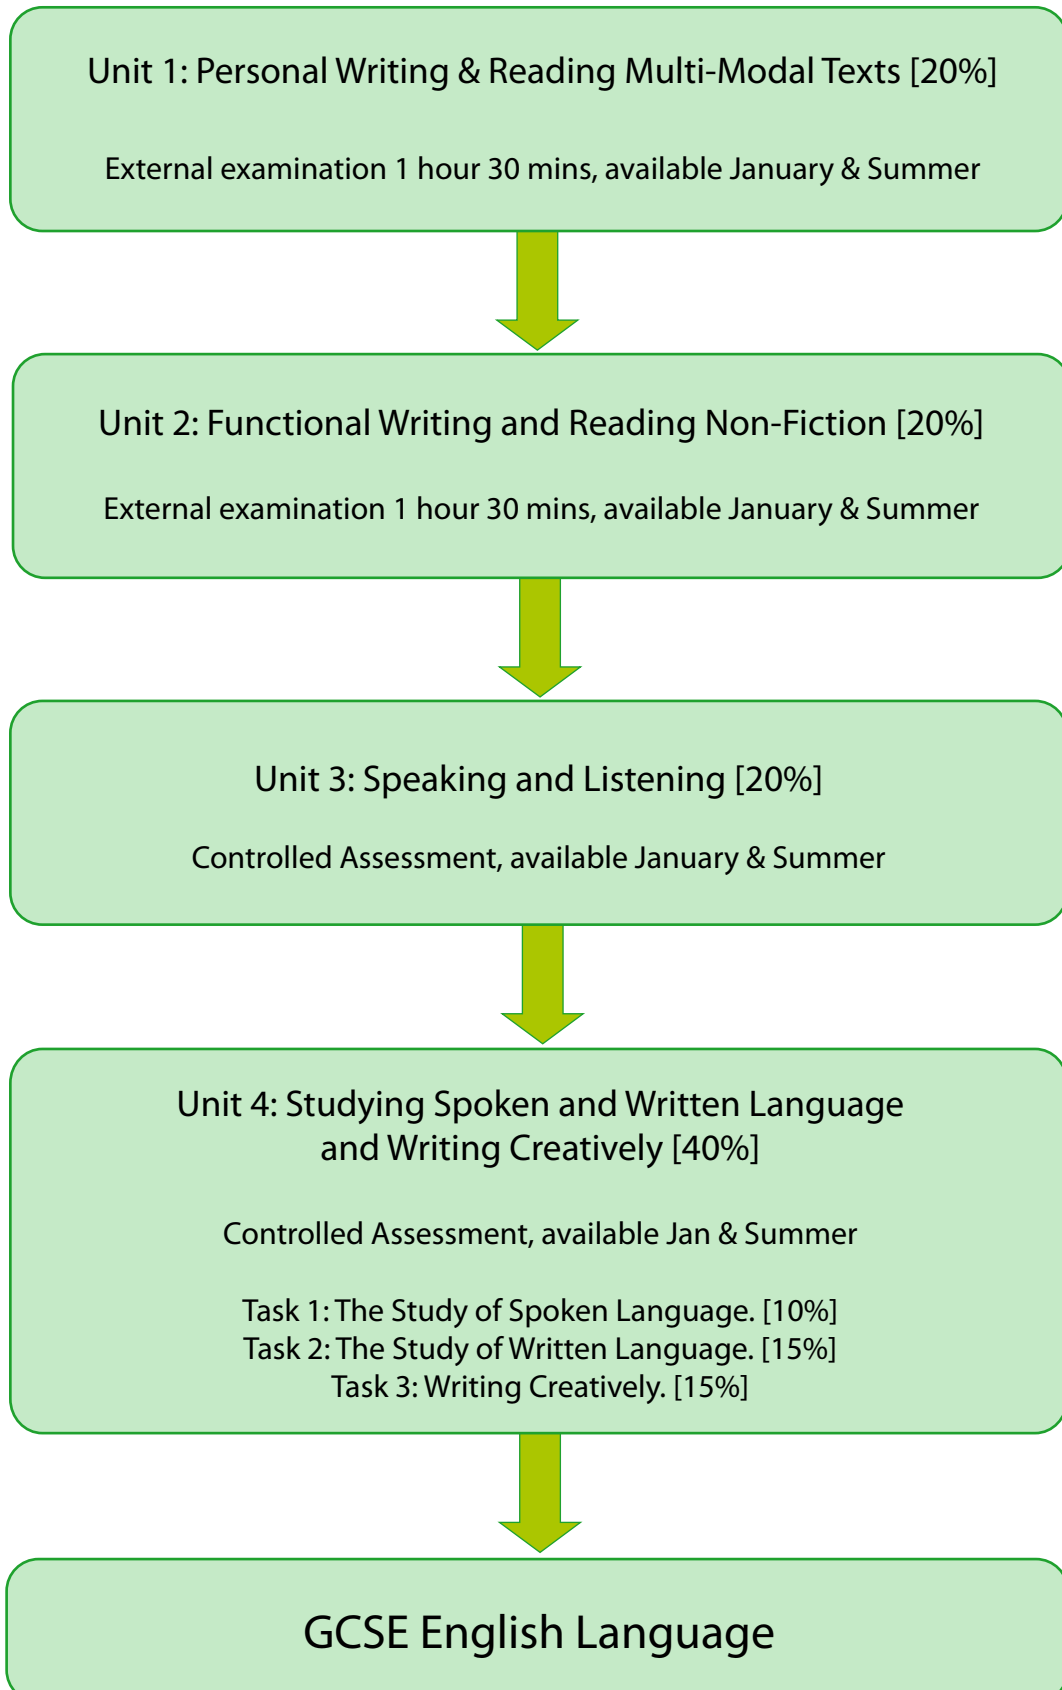 Unit 1: Personal Writing & Reading Multi-Modal Texts [20%]
External examination 1 hour 30 mins, available January & Summer
Unit 2: Functional Writing and Reading Non-Fiction [20%]
External examination 1 hour 30 mins, available January & Summer
Unit 3: Speaking and Listening [20%]
Controlled Assessment, available January & Summer
Unit 4: Studying Spoken and Written Language
and Writing Creatively [40%]
Controlled Assessment, available Jan & Summer
Task 1: The Study of Spoken Language. [10%]
Task 2: The Study of Written Language. [15%]
Task 3: Writing Creatively. [15%]
GCSE English Language